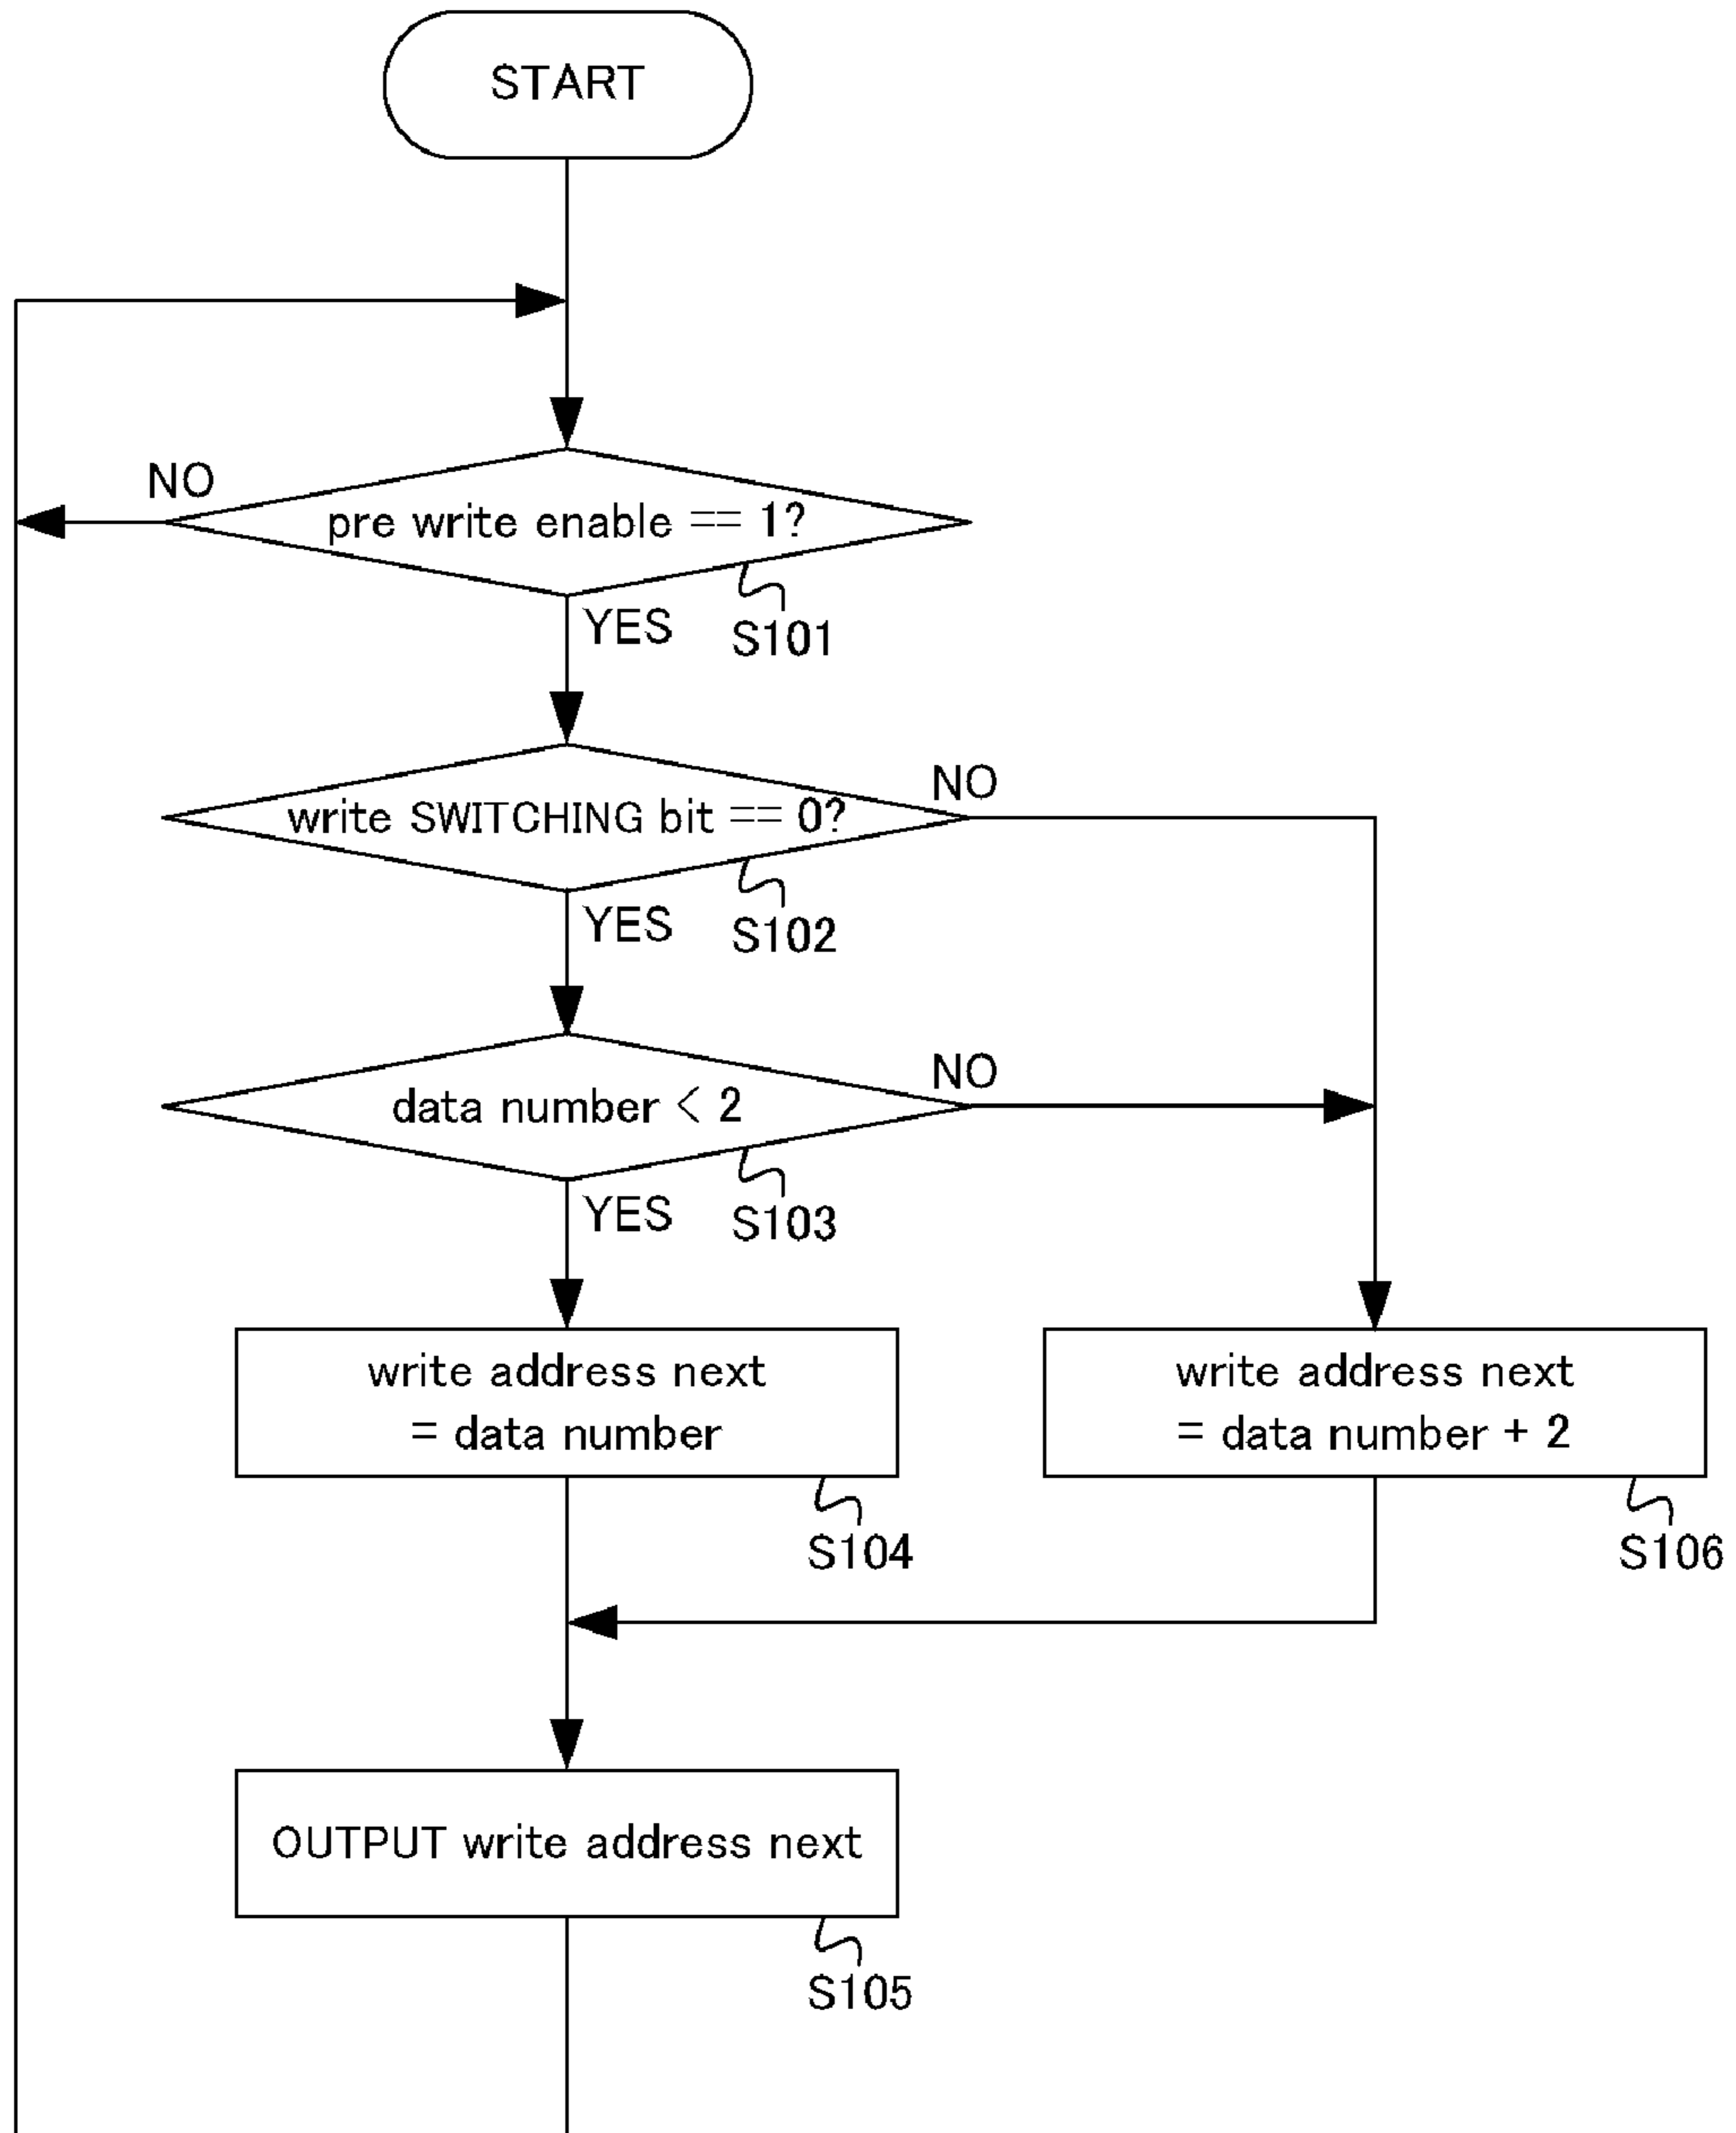 START
NO
pre write enable == 1?
YES
S101
NO
write SWITCHING bit == 0?
YES
S102
NO
data number < 2
YES
S103
write address next
= data number
S104
write address next
= data number + 2
S106
OUTPUT write address next
S105